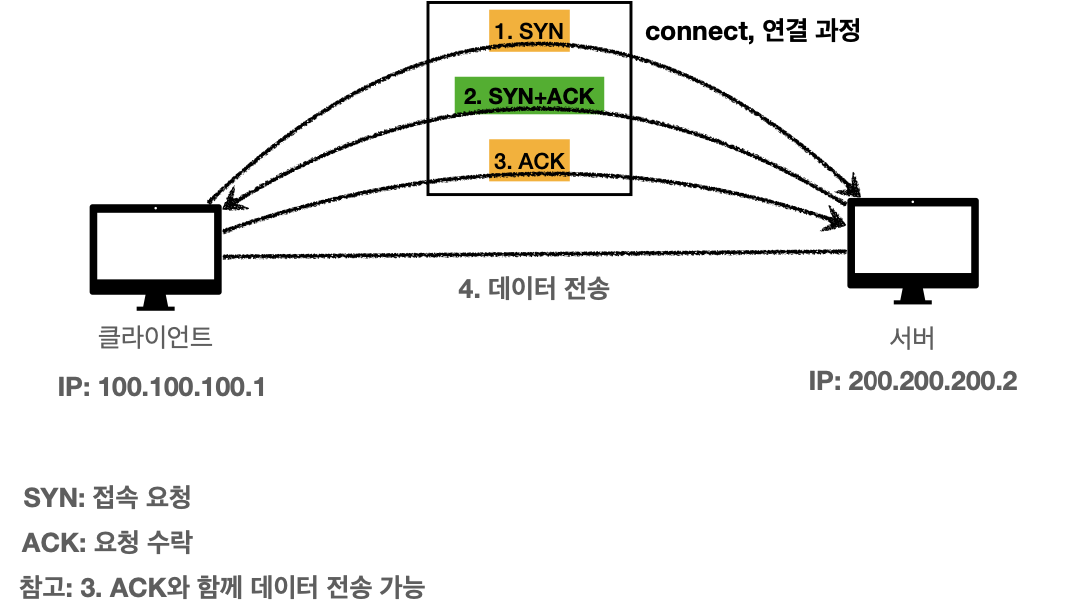 1. SYN
connect, 연결 과정
2. SYN+ACK
3. ACK
4. 데이터 전송
클라이언트
서버
IP: 100.100.100.1
IP: 200.200.200.2
SYN: 접속 요청
ACK: 요청 수락
참고: 3. ACK와 함께 데이터 전송 가능